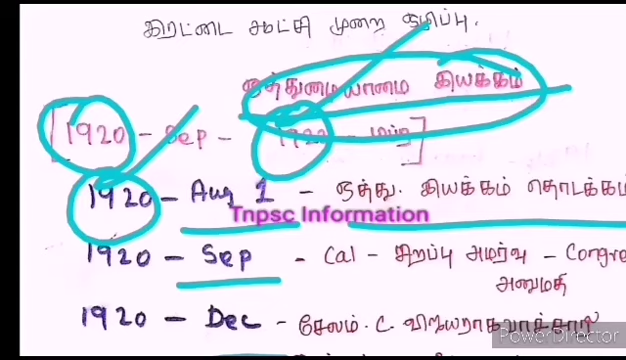 இரட்டை ஆட்சி முறை ஒழிப்பு.
ஒத்துழையாமை இயக்கம்
[1920 - Sep - 1922 - மார்ச்]
1920 - Aug 1 - ஒத்து. இயக்கம் தொடக்கம்
Tnpsc Information
1920 - Sep - Cal - சிறப்பு அமர்வு - Congre
அனுமதி
1920 - Dec - சேலம். C. விஜயராகவாச்சாரி
PowerDirector